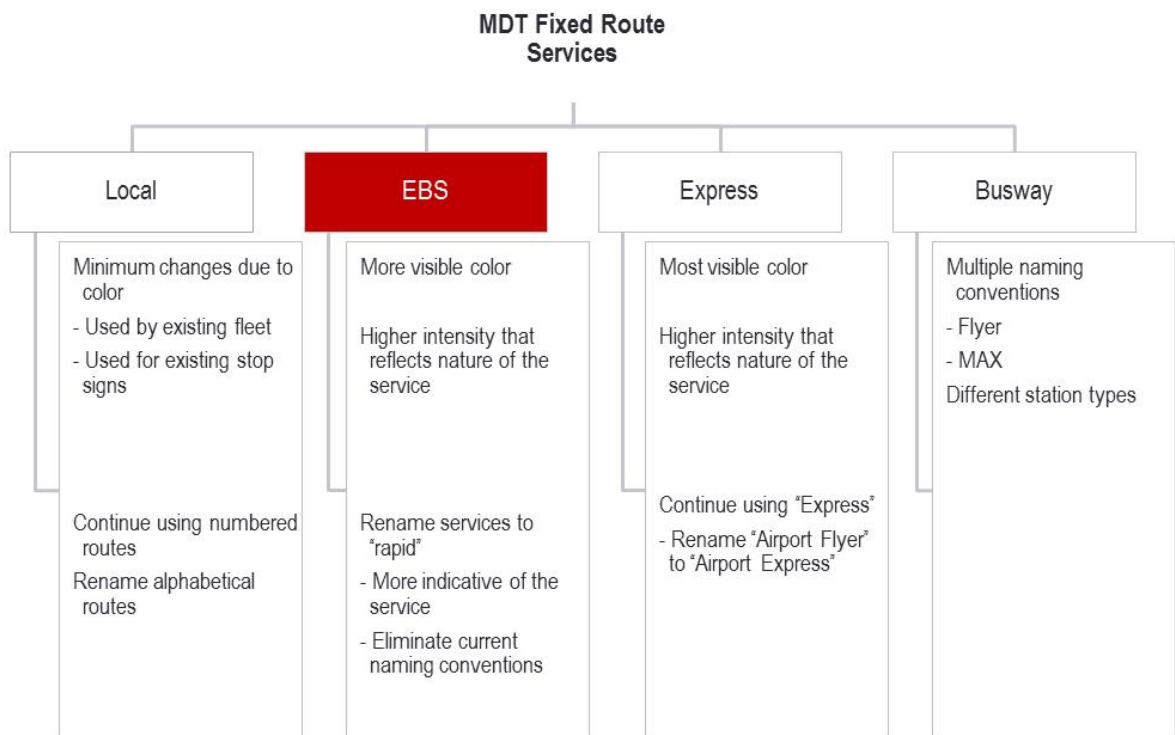 MDT Fixed Route
Services
Local
EBS
Express
Busway
Minimum changes due to
color
- Used by existing fleet
- Used for existing stop
signs
Continue using numbered
routes
Rename alphabetical
routes
More visible color
Higher intensity that
reflects nature of the
service
Rename services to
“rapid”
- More indicative of the
service
- Eliminate current
naming conventions
Most visible color
Higher intensity that
reflects nature of the
service
Continue using “Express”
- Rename “Airport Flyer”
to “Airport Express”
Multiple naming
conventions
- Flyer
- MAX
Different station types